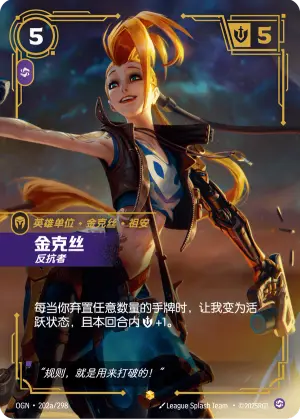 5
5
英雄单位・金克丝・祖安
金克丝
反抗者
每当你弃置任意数量的手牌时，让我变为活
跃状态，且本回合内 +1。
“规则，就是用来打破的！”
OGN・202a/298
League Splash Team
©2025